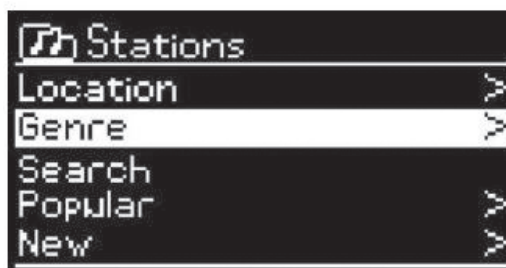 Stations
Location >
Genre >
Search
Popular >
New >